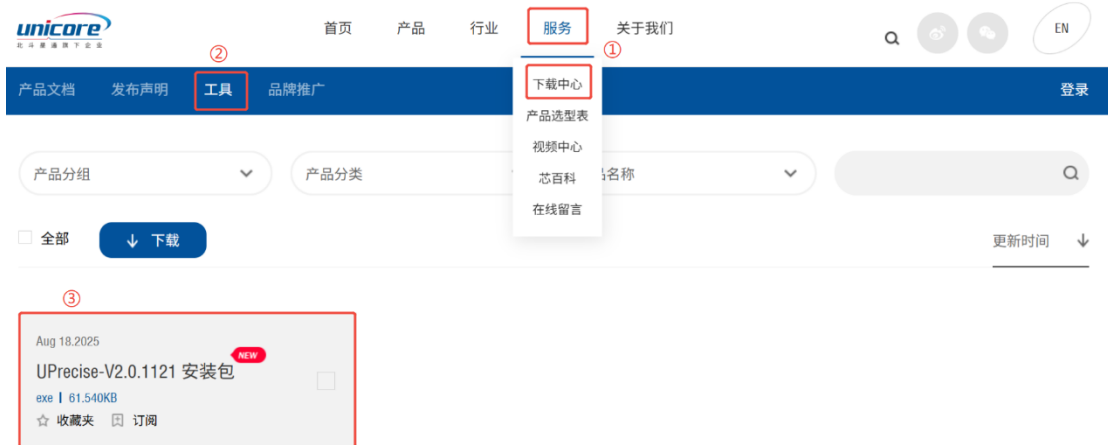 unicore
北斗星通旗下企业
首页 产品 行业 服务 关于我们 EN
①
②
产品文档 发布声明 工具 品牌推广 下载中心 登录
产品选型表
视频中心
芯百科
在线留言
产品分组 产品分类 品名称
全部 下载 更新时间
③
Aug 18.2025
NEW
UPrecise-V2.0.1121 安装包
exe | 61.540KB
收藏夹 订阅